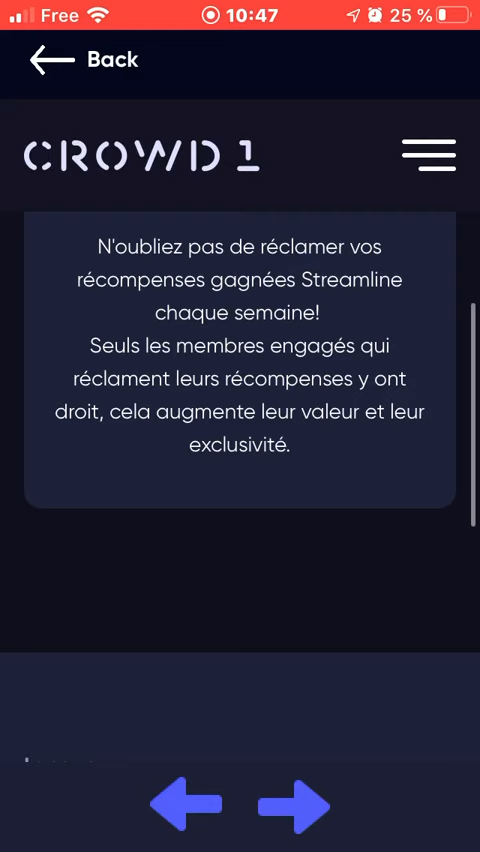 Free 10:47 25 %
Back
CROWD 1
N'oubliez pas de réclamer vos
récompenses gagnées Streamline
chaque semaine!
Seuls les membres engagés qui
réclament leurs récompenses y ont
droit, cela augmente leur valeur et leur
exclusivité.